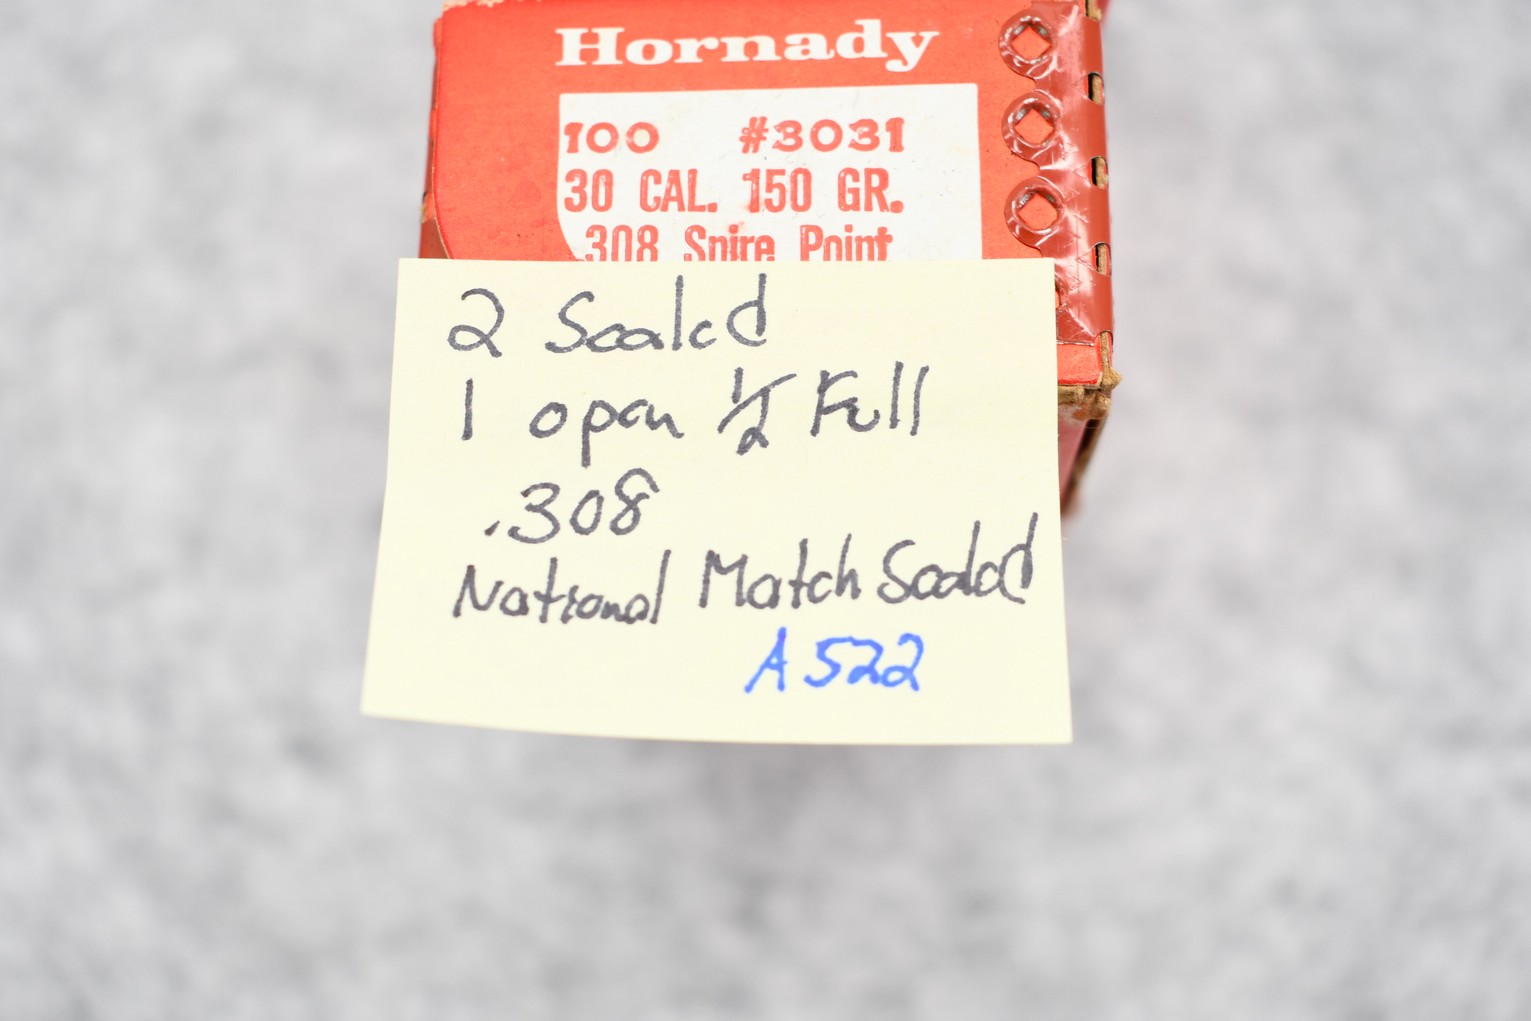 Hornady
100 #3031
30 CAL. 150 GR.
.308 Spire Point
2 Sealed
1 open 1/2 Full
.308
National Match Sealed
A522